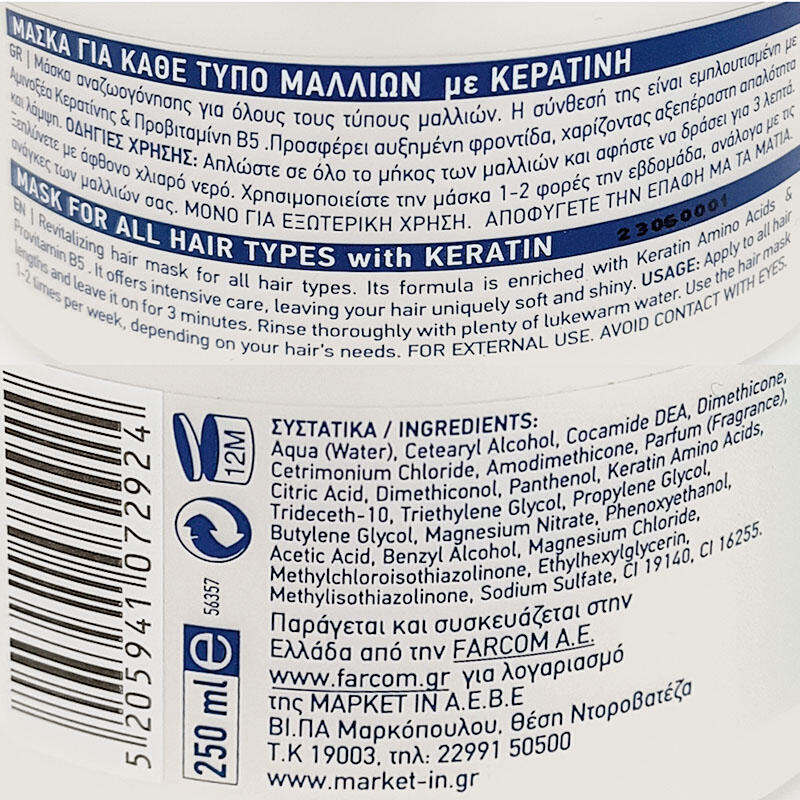 ΜΑΣΚΑ ΓΙΑ ΚΑΘΕ ΤΥΠΟ ΜΑΛΛΙΩΝ με ΚΕΡΑΤΙΝΗ
GR | Μάσκα αναζωογόνησης για όλους τους τύπους μαλλιών. Η σύνθεσή της είναι εμπλουτισμένη με
Αμινοξέα Κερατίνης & Προβιταμίνη Β5 .Προσφέρει αυξημένη φροντίδα, χαρίζοντας αξεπέραστη απαλότητα
και λάμψη. ΟΔΗΓΙΕΣ ΧΡΗΣΗΣ: Απλώστε σε όλο το μήκος των μαλλιών και αφήστε να δράσει για 3 λεπτά.
Ξεπλύνετε με άφθονο χλιαρό νερό. Χρησιμοποιείστε την μάσκα 1-2 φορές την εβδομάδα, ανάλογα με τις
ανάγκες των μαλλιών σας. ΜΟΝΟ ΓΙΑ ΕΞΩΤΕΡΙΚΗ ΧΡΗΣΗ. ΑΠΟΦΥΓΕΤΕ ΤΗΝ ΕΠΑΦΗ ΜΕ ΤΑ ΜΑΤΙΑ.
MASK FOR ALL HAIR TYPES with KERATIN
23060001
EN | Revitalizing hair mask for all hair types. Its formula is enriched with Keratin Amino Acids &
Provitamin B5 . It offers intensive care, leaving your hair uniquely soft and shiny. USAGE: Apply to all hair
lengths and leave it on for 3 minutes. Rinse thoroughly with plenty of lukewarm water. Use the hair mask
1-2 times per week, depending on your hair's needs. FOR EXTERNAL USE. AVOID CONTACT WITH EYES.
5 205941 072924
12M
56357
250 ml e
ΣΥΣΤΑΤΙΚΑ / INGREDIENTS:
Aqua (Water), Cetearyl Alcohol, Cocamide DEA, Dimethicone,
Cetrimonium Chloride, Amodimethicone, Parfum (Fragrance),
Citric Acid, Dimethiconol, Panthenol, Keratin Amino Acids,
Trideceth-10, Triethylene Glycol, Propylene Glycol,
Butylene Glycol, Magnesium Nitrate, Phenoxyethanol,
Acetic Acid, Benzyl Alcohol, Magnesium Chloride,
Methylchloroisothiazolinone, Ethylhexylglycerin,
Methylisothiazolinone, Sodium Sulfate, CI 19140, CI 16255.
Παράγεται και συσκευάζεται στην
Ελλάδα από την FARCOM A.E.
www.farcom.gr για λογαριασμό
της ΜΑΡΚΕΤ ΙΝ Α.Ε.Β.Ε
ΒΙ.ΠΑ Μαρκόπουλου, θέση Ντοροβατέζα
Τ.Κ 19003, τηλ: 22991 50500
www.market-in.gr